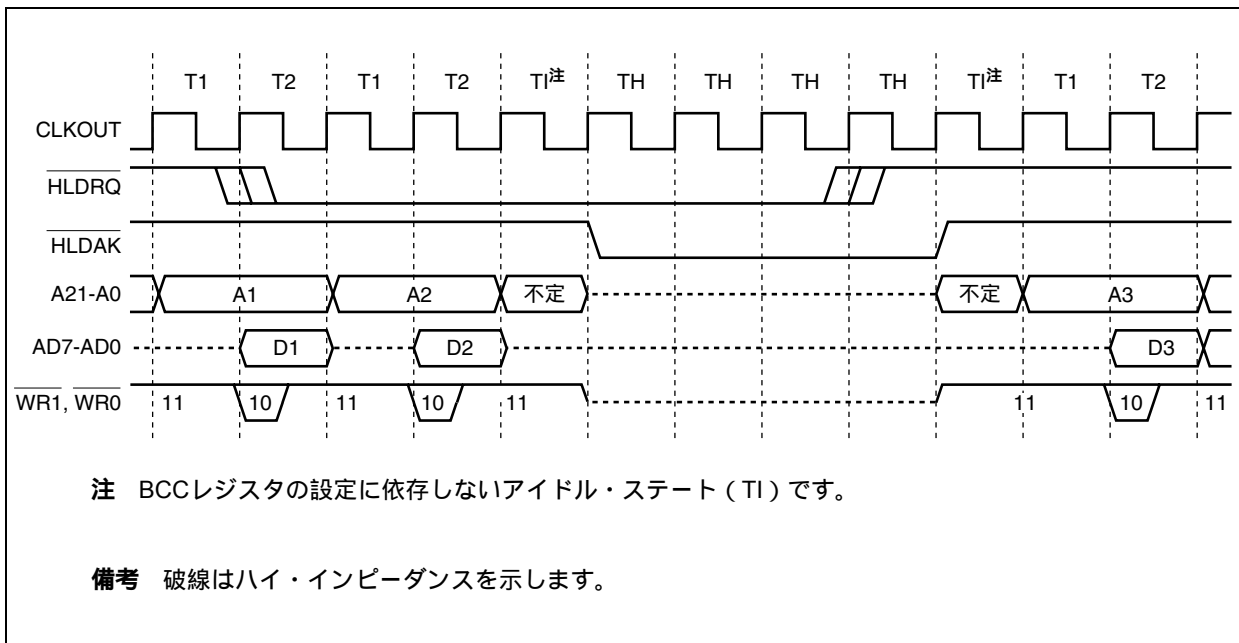 T1 T2 T1 T2 TI注 TH TH TH TH TI注 T1 T2
CLKOUT
HLDRQ
HLDAK
A21-A0 A1 A2 不定 不定 A3
AD7-AD0 D1 D2 D3
WR1, WR0 11 10 11 10 11 11 10 11
注 BCCレジスタの設定に依存しないアイドル・ステート（TI）です。
備考 破線はハイ・インピーダンスを示します。